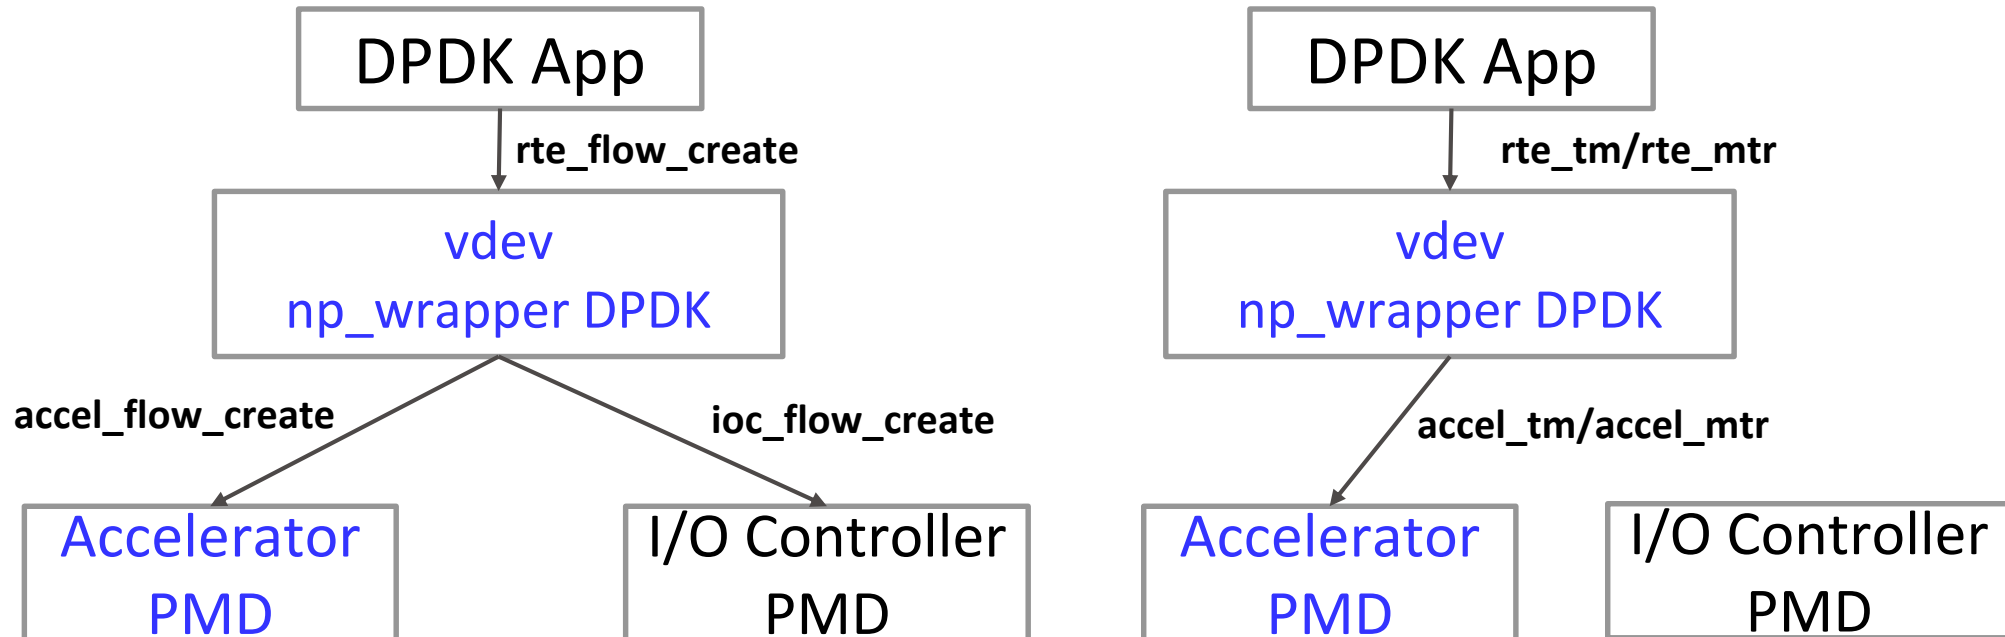 DPDK App
rte_flow_create
vdev
np_wrapper DPDK
accel_flow_create
ioc_flow_create
Accelerator
PMD
I/O Controller
PMD
DPDK App
rte_tm/rte_mtr
vdev
np_wrapper DPDK
accel_tm/accel_mtr
Accelerator
PMD
I/O Controller
PMD